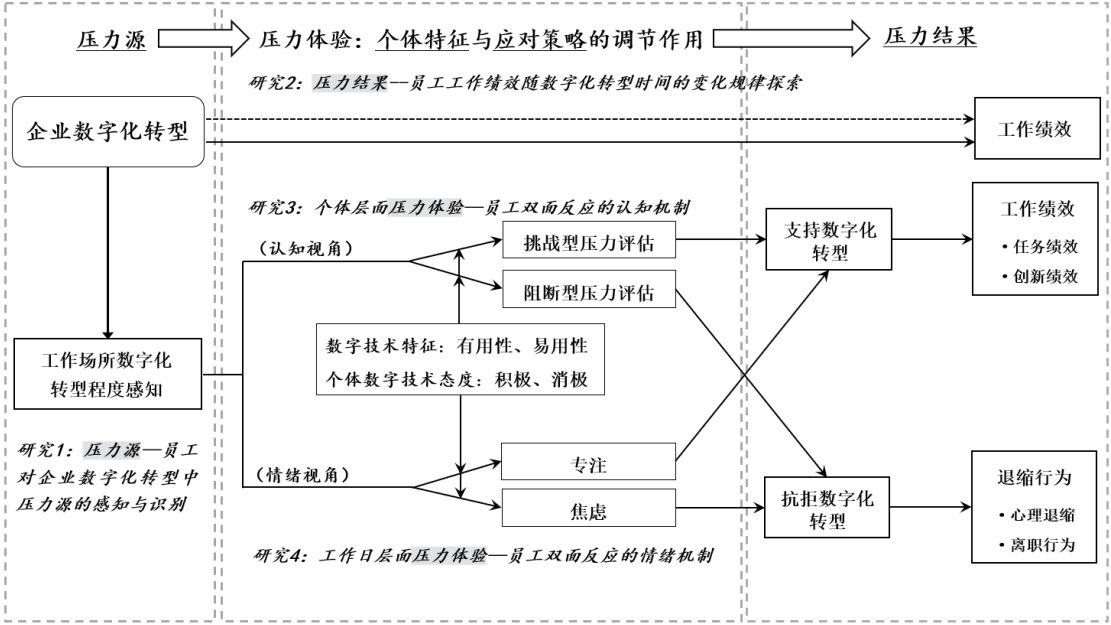 压力源
压力体验：个体特征与应对策略的调节作用
压力结果
研究2：压力结果--员工工作绩效随数字化转型时间的变化规律探索
企业数字化转型
工作绩效
研究3：个体层面压力体验—员工双面反应的认知机制
（认知视角）
挑战型压力评估
阻断型压力评估
支持数字化
转型
工作绩效
• 任务绩效
• 创新绩效
数字技术特征：有用性、易用性
个体数字技术态度：积极、消极
工作场所数字化
转型程度感知
研究1：压力源—员工
对企业数字化转型中
压力源的感知与识别
（情绪视角）
专注
焦虑
抗拒数字化
转型
退缩行为
• 心理退缩
• 离职行为
研究4：工作日层面压力体验—员工双面反应的情绪机制